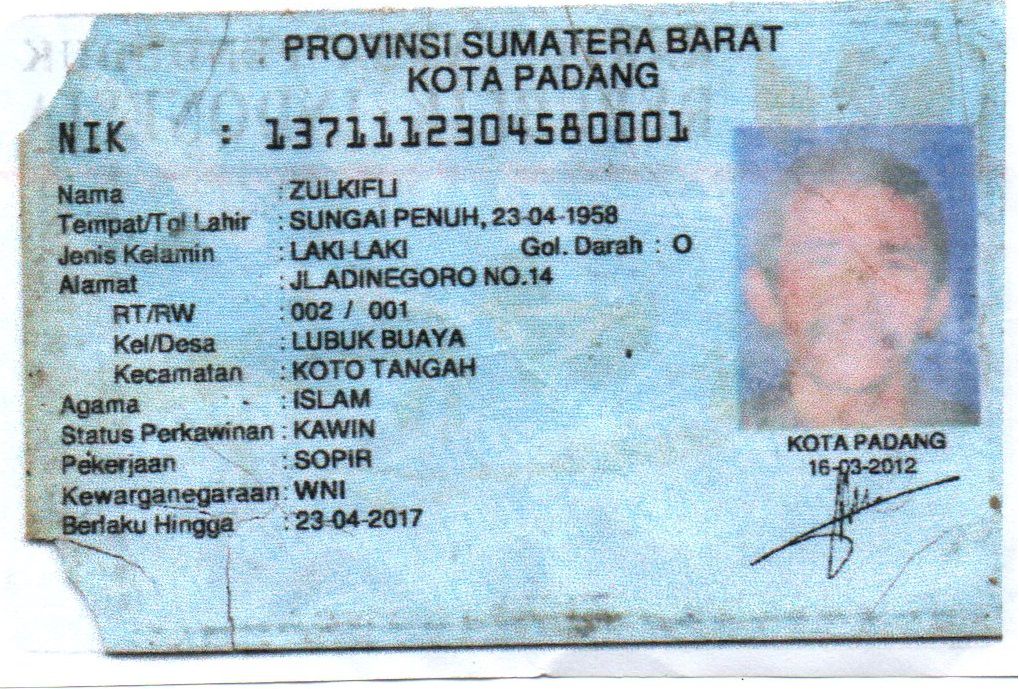 PROVINSI SUMATERA BARAT
KOTA PADANG
NIK : 1371112304580001
Nama : ZULKIFLI
Tempat/Tgl Lahir : SUNGAI PENUH, 23-04-1958
Jenis Kelamin : LAKI-LAKI Gol. Darah : O
Alamat : JL.ADINEGORO NO.14
RT/RW : 002 / 001
Kel/Desa : LUBUK BUAYA
Kecamatan : KOTO TANGAH
Agama : ISLAM
Status Perkawinan : KAWIN
Pekerjaan : SOPIR
Kewarganegaraan : WNI
Berlaku Hingga : 23-04-2017
KOTA PADANG
16-03-2012